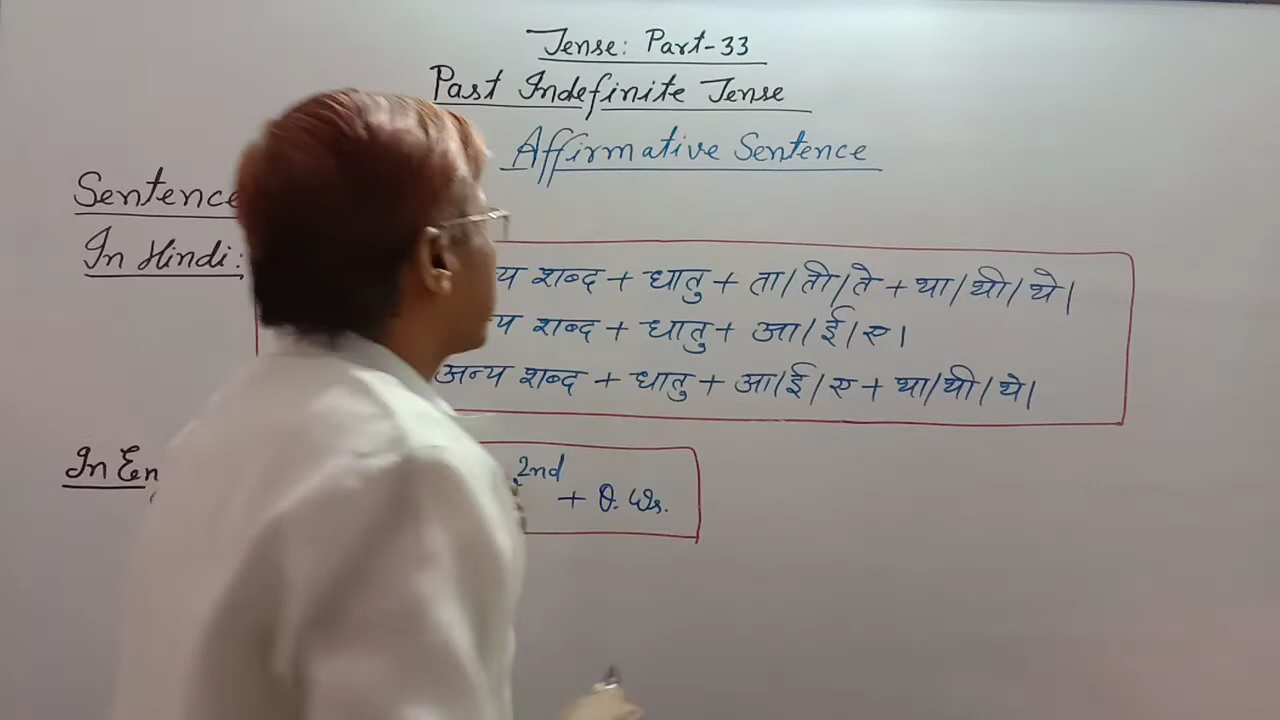 Tense: Part-33
Past Indefinite Tense
Affirmative Sentence
Sentence
In Hindi:
शब्द + धातु + ता/ती/ते + था/थी/थे।
शब्द + धातु + आ/ई/ए।
अन्य शब्द + धातु + आ/ई/ए + था/थी/थे।
In En
2nd
+ O. Ws.